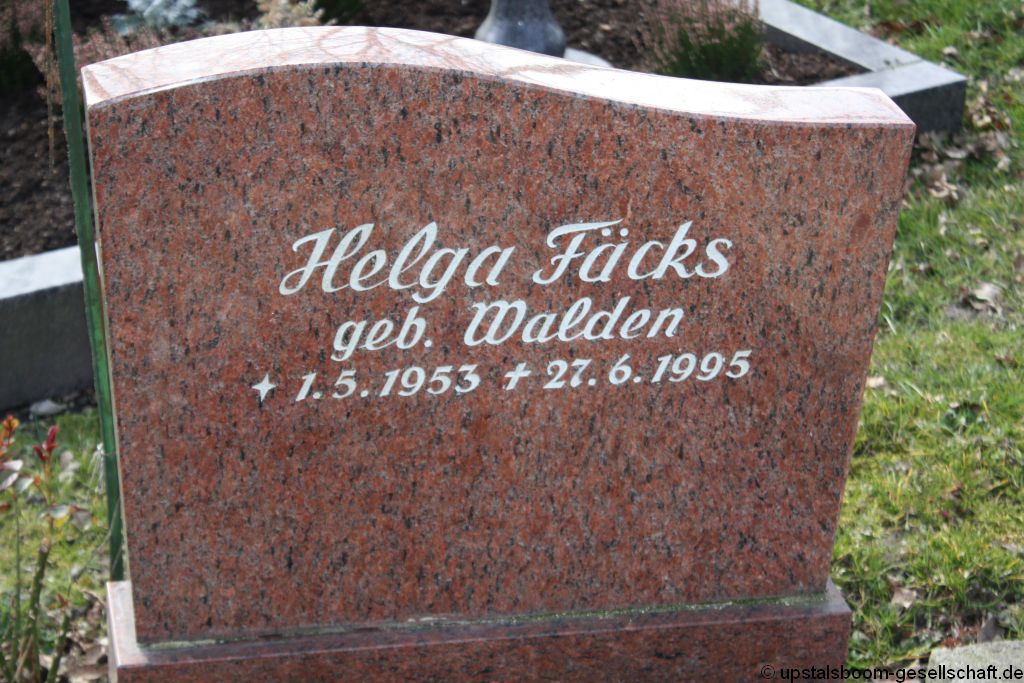 Helga Fäcks
geb. Walden
✦ 1.5.1953 ✝ 27.6.1995
© upstalsboom-gesellschaft.de